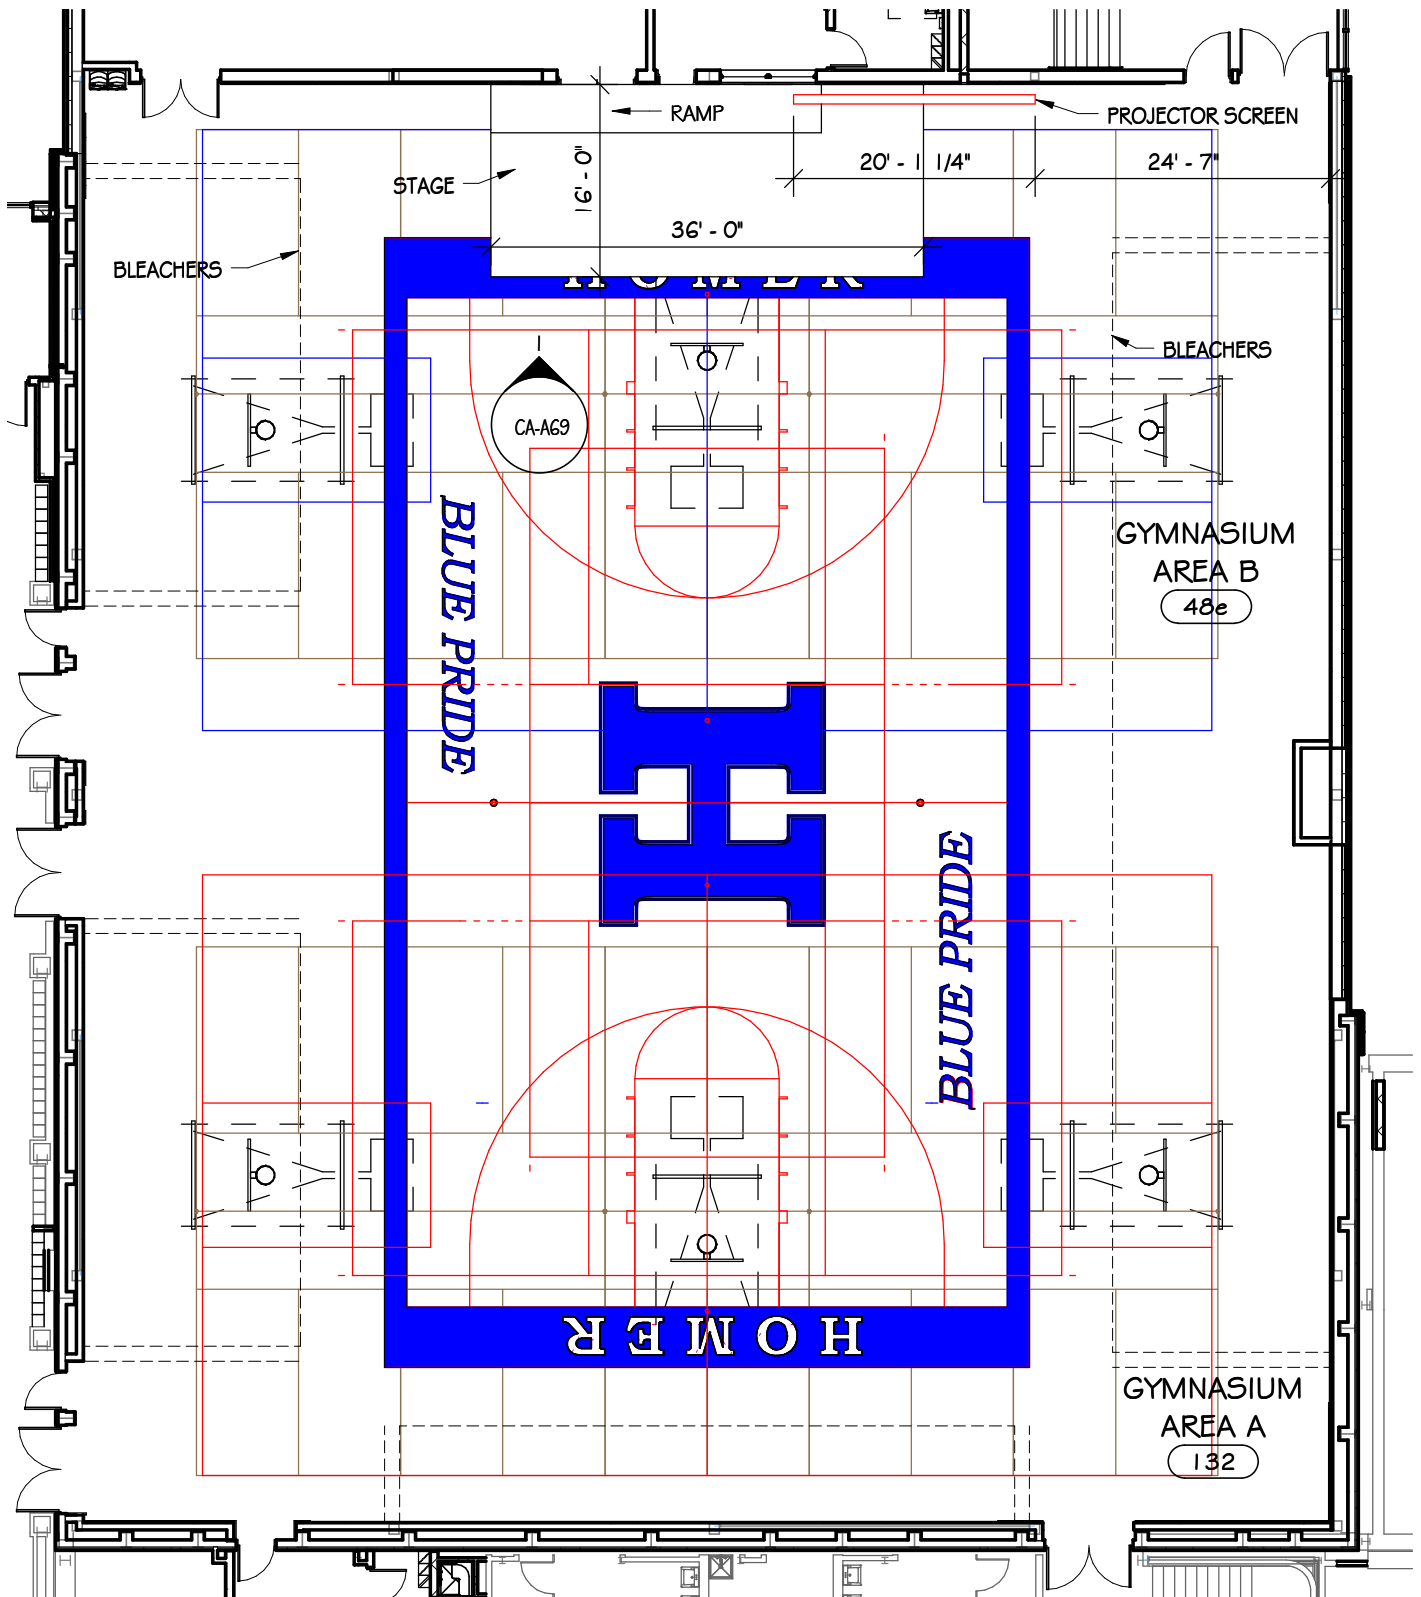 RAMP
PROJECTOR SCREEN
STAGE
16' - 0"
20' - 1 1/4"
24' - 7"
36' - 0"
BLEACHERS
HOMER
1
CA-A69
BLEACHERS
BLUE PRIDE
GYMNASIUM
AREA B
48e
H
BLUE PRIDE
HOMER
GYMNASIUM
AREA A
132